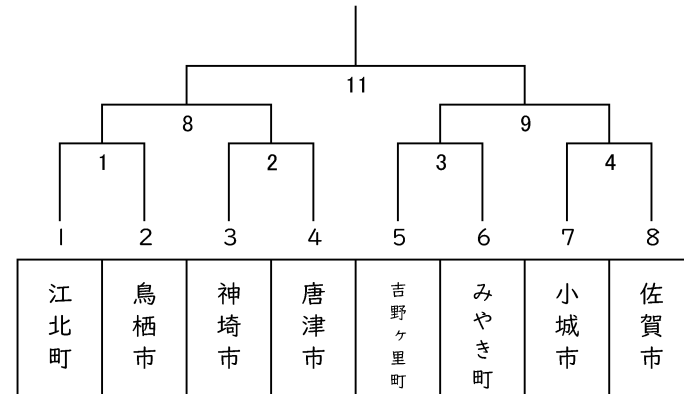 11
8 9
1 2 3 4
1 2 3 4 5 6 7 8
江北町
鳥栖市
神埼市
唐津市
吉野ヶ里町
みやき町
小城市
佐賀市